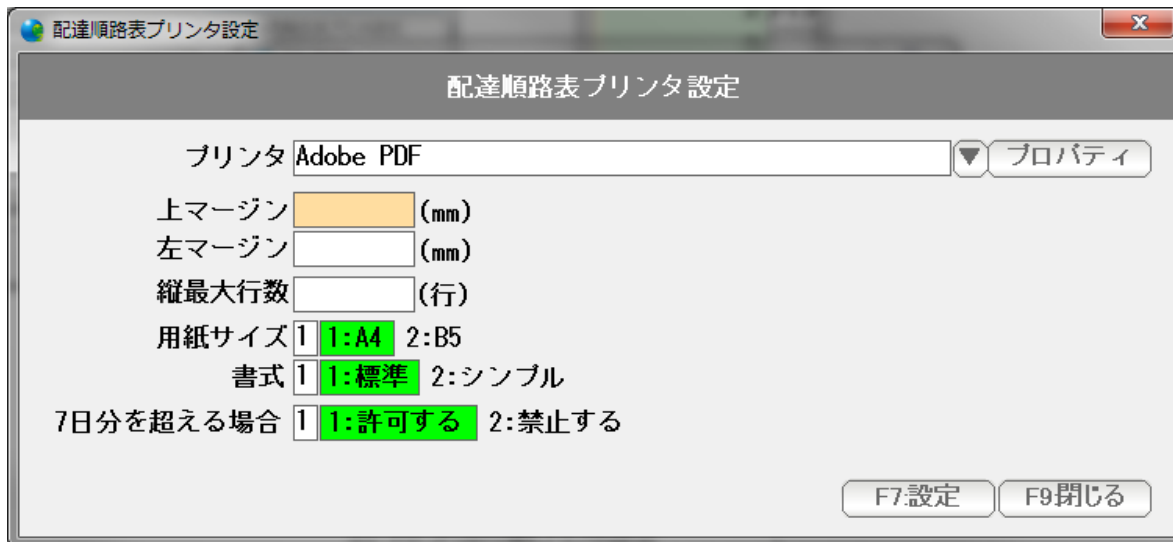 配達順路表プリンタ設定
配達順路表プリンタ設定
プリンタ Adobe PDF ▼ プロパティ
上マージン (mm)
左マージン (mm)
縦最大行数 (行)
用紙サイズ 1 1:A4 2:B5
書式 1 1:標準 2:シンプル
7日分を超える場合 1 1:許可する 2:禁止する
F7:設定 F9:閉じる